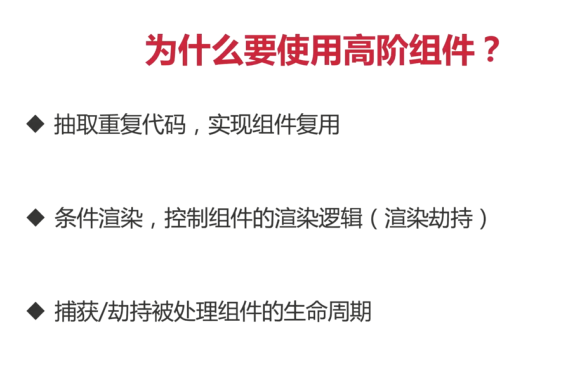 为什么要使用高阶组件？
◆ 抽取重复代码，实现组件复用
◆ 条件渲染，控制组件的渲染逻辑（渲染劫持）
◆ 捕获/劫持被处理组件的生命周期